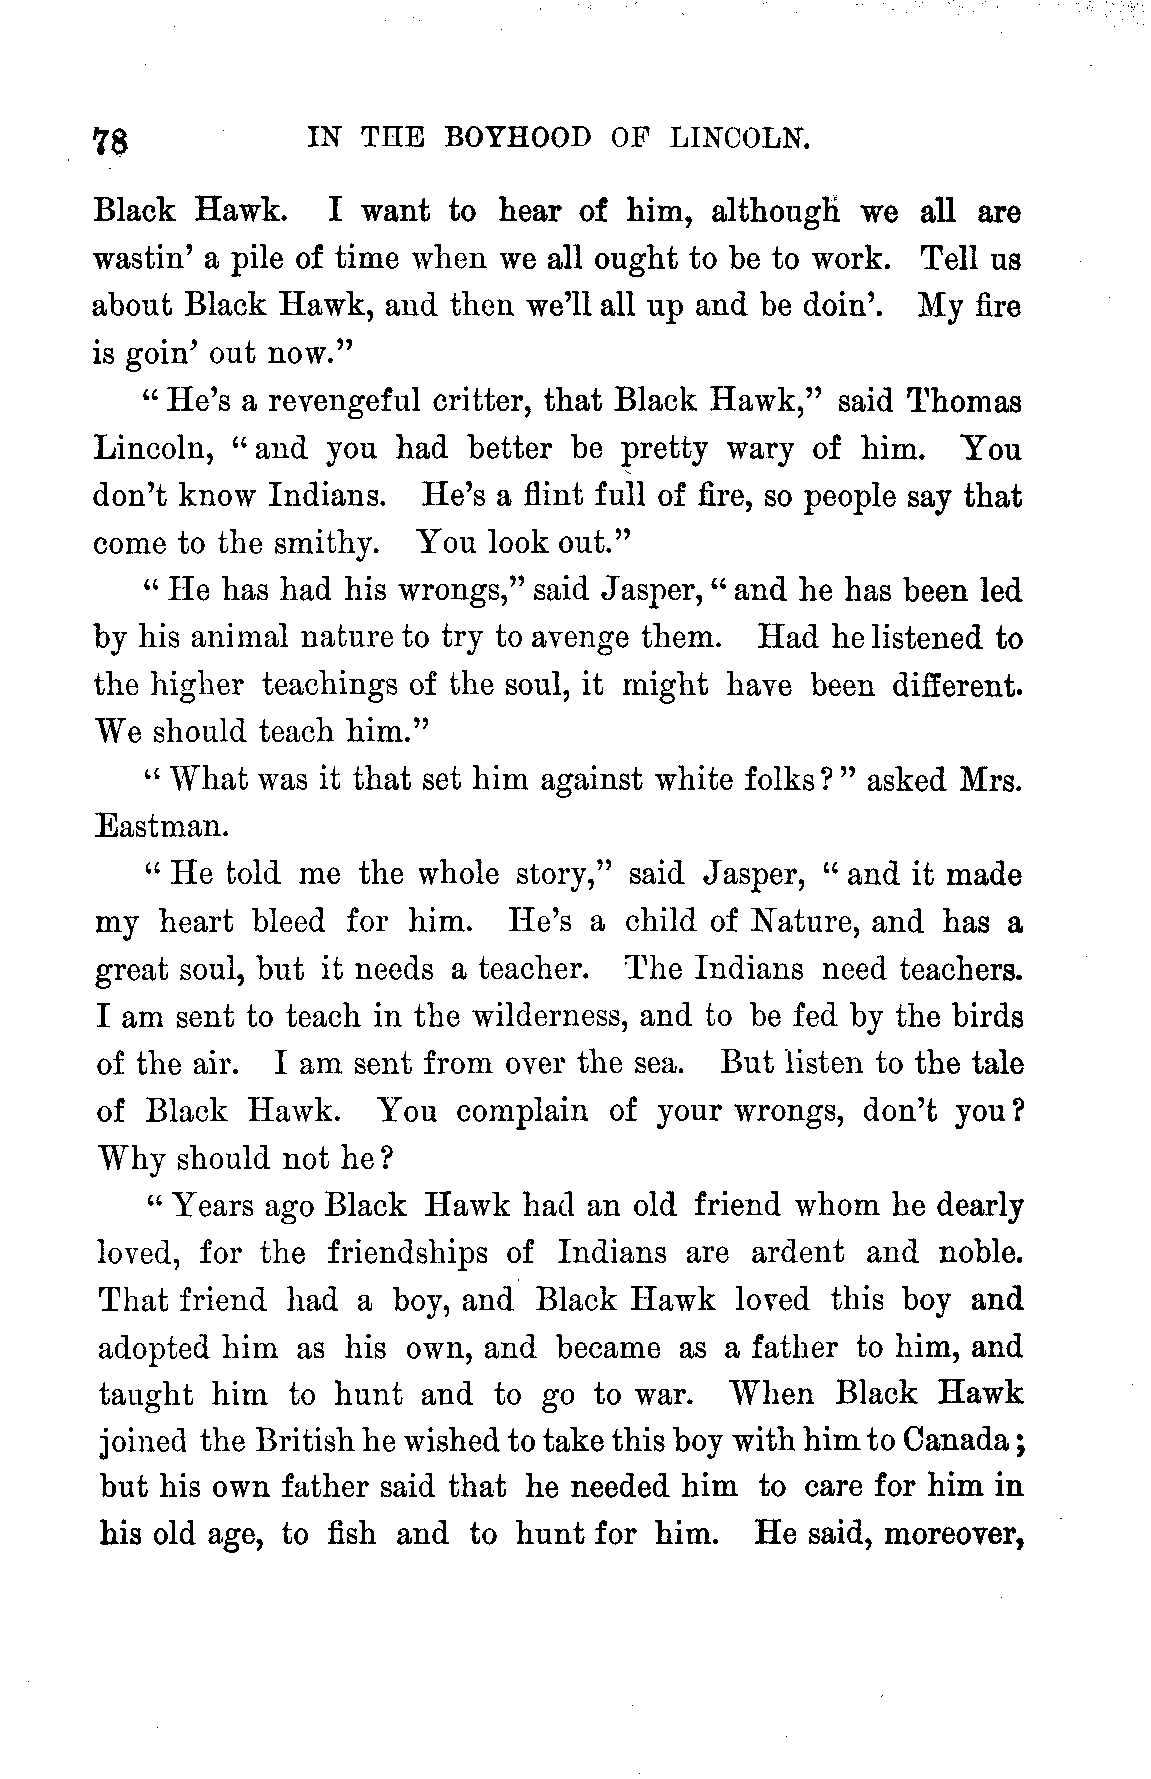 78 IN THE BOYHOOD OF LINCOLN.
Black Hawk. I want to hear of him, although we all are
wastin' a pile of time when we all ought to be to work. Tell us
about Black Hawk, and then we'll all up and be doin'. My fire
is goin' out now."
"He's a revengeful critter, that Black Hawk," said Thomas
Lincoln, "and you had better be pretty wary of him. You
don't know Indians. He's a flint full of fire, so people say that
come to the smithy. You look out."
"He has had his wrongs," said Jasper, "and he has been led
by his animal nature to try to avenge them. Had he listened to
the higher teachings of the soul, it might have been different.
We should teach him."
"What was it that set him against white folks?" asked Mrs.
Eastman.
"He told me the whole story," said Jasper, "and it made
my heart bleed for him. He's a child of Nature, and has a
great soul, but it needs a teacher. The Indians need teachers.
I am sent to teach in the wilderness, and to be fed by the birds
of the air. I am sent from over the sea. But listen to the tale
of Black Hawk. You complain of your wrongs, don't you?
Why should not he?
"Years ago Black Hawk had an old friend whom he dearly
loved, for the friendships of Indians are ardent and noble.
That friend had a boy, and Black Hawk loved this boy and
adopted him as his own, and became as a father to him, and
taught him to hunt and to go to war. When Black Hawk
joined the British he wished to take this boy with him to Canada;
but his own father said that he needed him to care for him in
his old age, to fish and to hunt for him. He said, moreover,